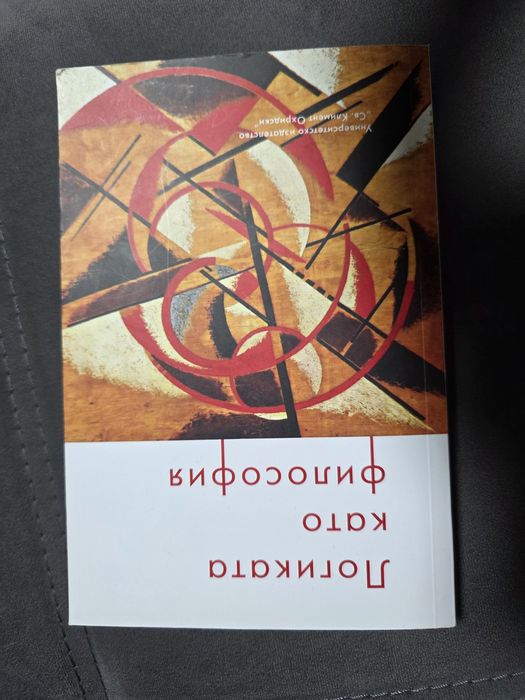 Логиката
като
философия
Университетско издателство
„Св. Климент Охридски“